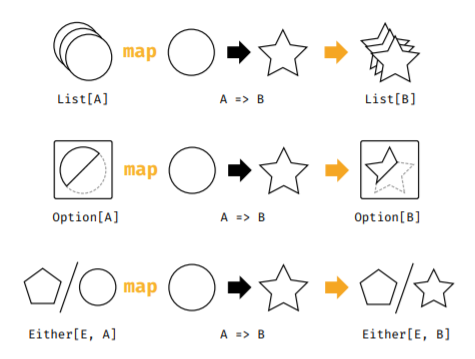 map
List[A] A => B List[B]
map
Option[A] A => B Option[B]
map
Either[E, A] A => B Either[E, B]